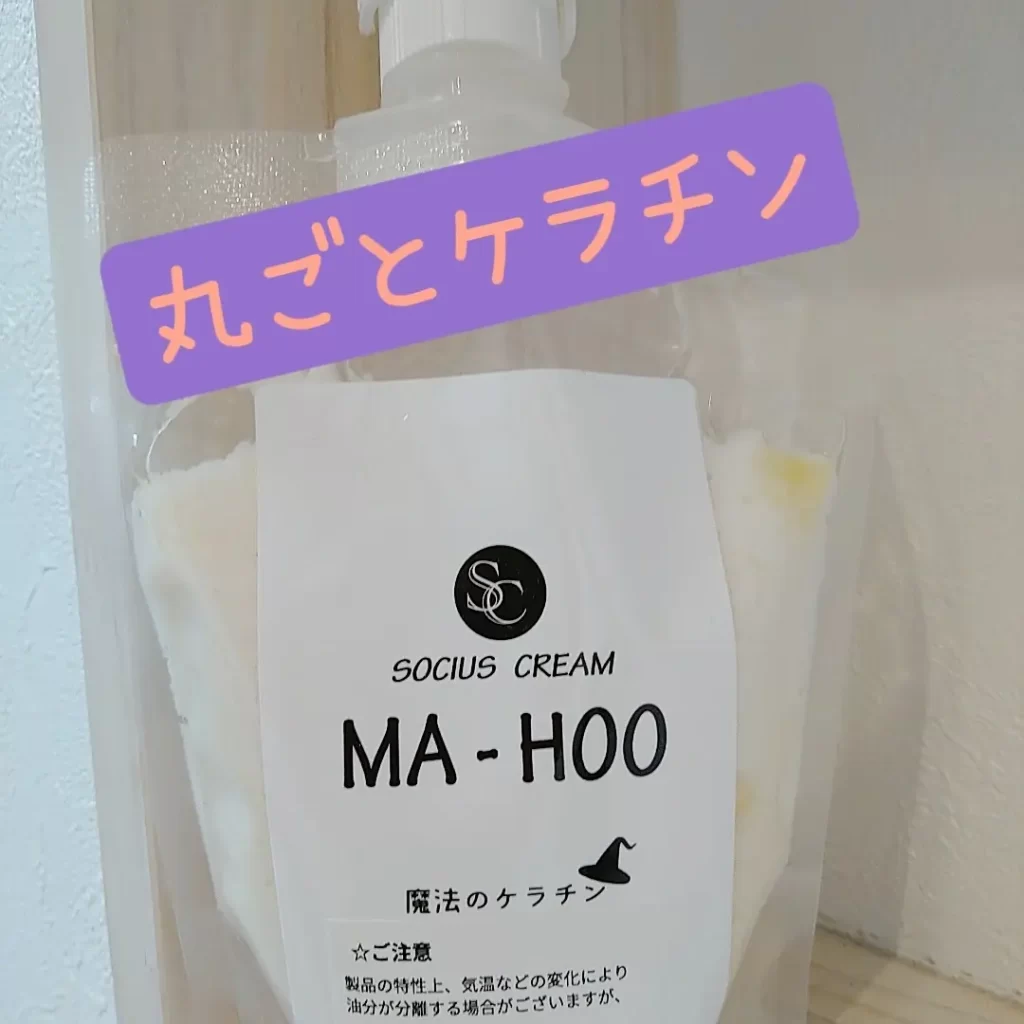 丸ごとケラチン
SC
SOCIUS CREAM
MA-HOO
魔法のケラチン
☆ご注意
製品の特性上、気温などの変化により
油分が分離する場合がございますが、